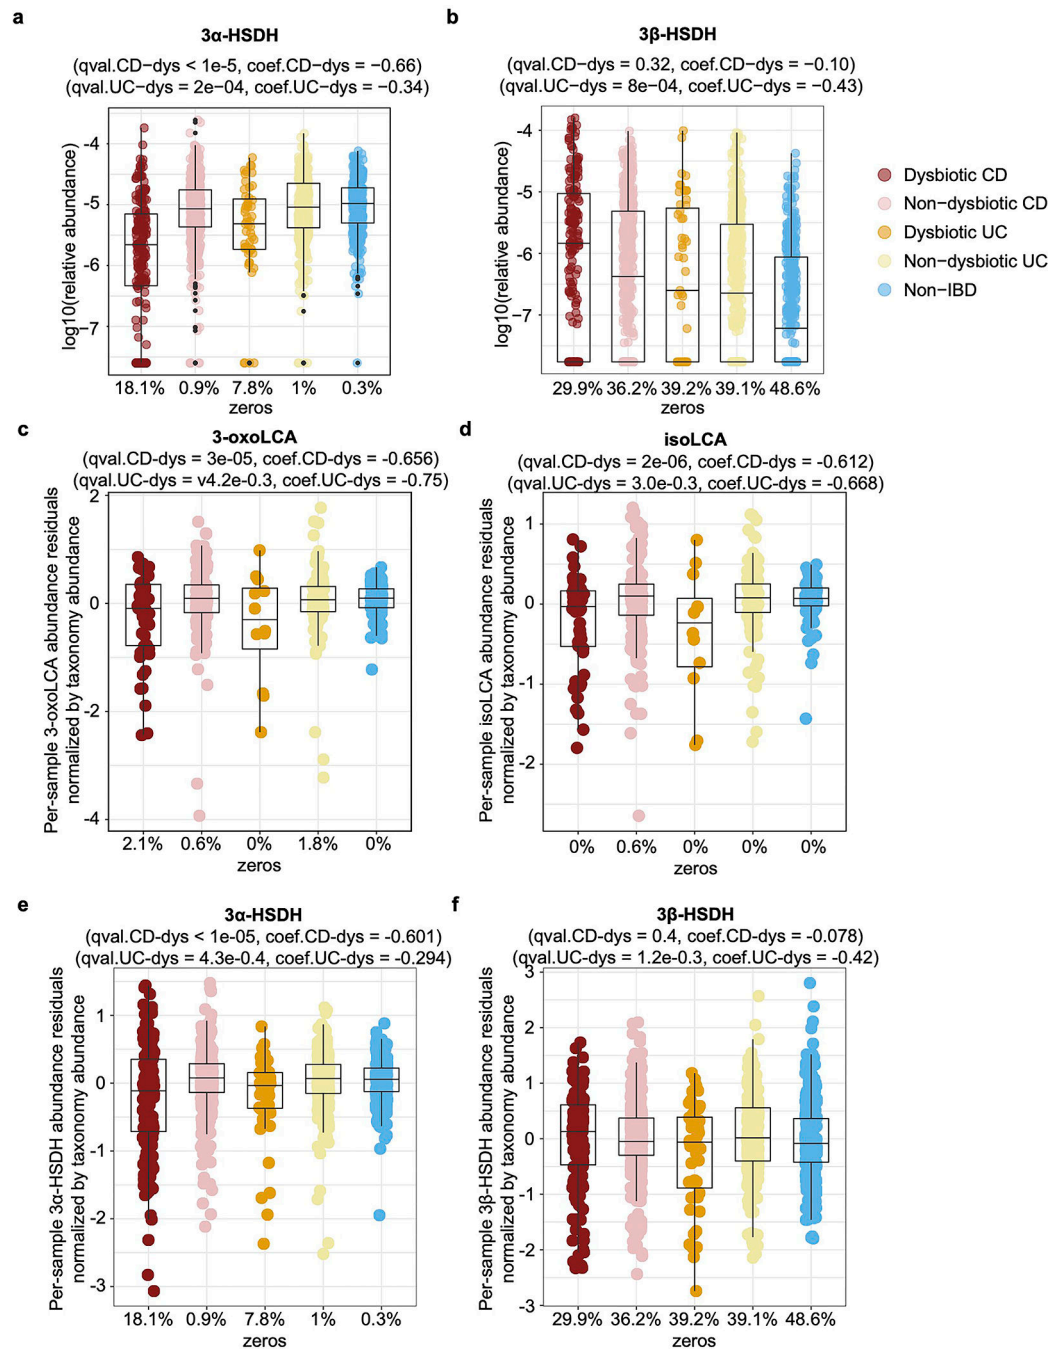 a
3α-HSDH
(qval.CD−dys < 1e-5, coef.CD−dys = −0.66)
(qval.UC−dys = 2e−04, coef.UC−dys = −0.34)
log10(relative abundance)
-4
-5
-6
−7
18.1% 0.9% 7.8% 1% 0.3%
zeros
b
3β-HSDH
(qval.CD−dys = 0.32, coef.CD−dys = −0.10)
(qval.UC−dys = 8e−04, coef.UC−dys = −0.43)
log10(relative abundance)
-4
-5
-6
-7
29.9% 36.2% 39.2% 39.1% 48.6%
zeros
Dysbiotic CD
Non−dysbiotic CD
Dysbiotic UC
Non−dysbiotic UC
Non−IBD
c
3-oxoLCA
(qval.CD-dys = 3e-05, coef.CD-dys = -0.656)
(qval.UC-dys = v4.2e-0.3, coef.UC-dys = -0.75)
Per-sample 3-oxoLCA abundance residuals
normalized by taxonomy abundance
2
0
-2
-4
2.1% 0.6% 0% 1.8% 0%
zeros
d
isoLCA
(qval.CD-dys = 2e-06, coef.CD-dys = -0.612)
(qval.UC-dys = 3.0e-0.3, coef.UC-dys = -0.668)
Per-sample isoLCA abundance residuals
normalized by taxonomy abundance
1
0
-1
-2
0% 0.6% 0% 0% 0%
zeros
e
3α-HSDH
(qval.CD-dys < 1e-05, coef.CD-dys = -0.601)
(qval.UC-dys = 4.3e-0.4, coef.UC-dys = -0.294)
Per-sample 3α-HSDH abundance residuals
normalized by taxonomy abundance
1
0
-1
-2
-3
18.1% 0.9% 7.8% 1% 0.3%
zeros
f
3β-HSDH
(qval.CD-dys = 0.4, coef.CD-dys = -0.078)
(qval.UC-dys = 1.2e-0.3, coef.UC-dys = -0.42)
Per-sample 3β-HSDH abundance residuals
normalized by taxonomy abundance
3
2
1
0
-1
-2
-3
29.9% 36.2% 39.2% 39.1% 48.6%
zeros